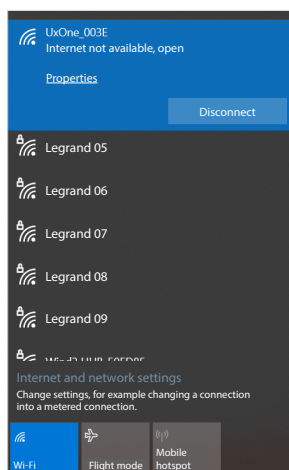 UxOne_003E
Internet not available, open
Properties
Disconnect
Legrand 05
Legrand 06
Legrand 07
Legrand 08
Legrand 09
Internet and network settings
Change settings, for example changing a connection
into a metered connection.
Wi-Fi
Flight mode
Mobile
hotspot